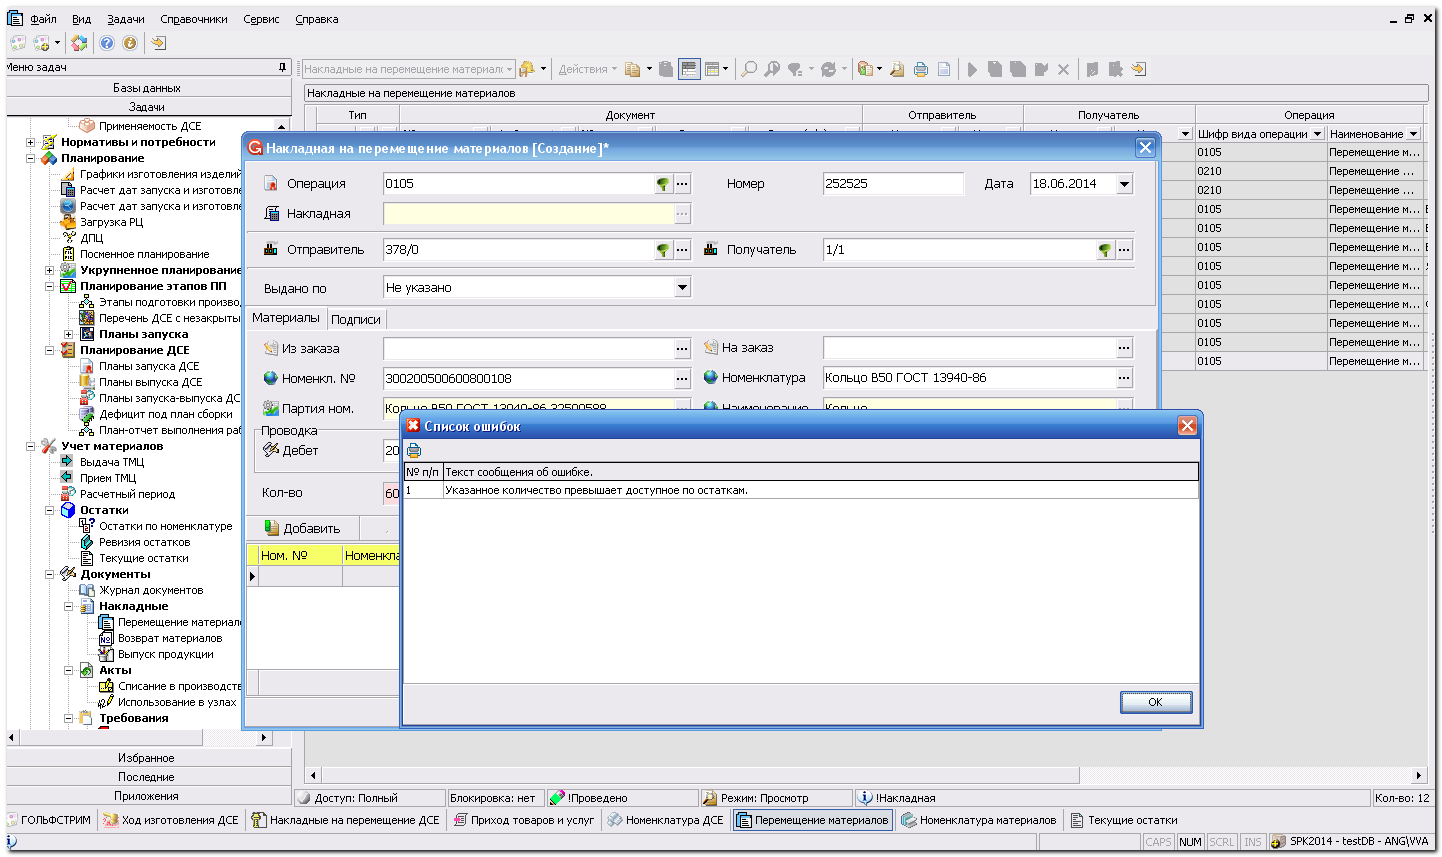 Файл Вид Задачи Справочники Сервис Справка
Меню задач
Базы данных
Задачи
Применяемость ДСЕ
Нормативы и потребности
Планирование
Графики изготовления изделий
Расчет дат запуска и изготовле
Расчет дат запуска и изготовле
Загрузка РЦ
ДПЦ
Посменное планирование
Укрупненное планирование
Планирование этапов ПП
Этапы подготовки произво
Перечень ДСЕ с незакрыты
Планы запуска
Планирование ДСЕ
Планы запуска ДСЕ
Планы выпуска ДСЕ
Планы запуска-выпуска ДС
Дефицит под план сборки
План-отчет выполнения раб
Учет материалов
Выдача ТМЦ
Прием ТМЦ
Расчетный период
Остатки
Остатки по номенклатуре
Ревизия остатков
Текущие остатки
Документы
Журнал документов
Накладные
Перемещение материал
Возврат материалов
Выпуск продукции
Акты
Списание в производств
Использование в узлах
Требования
Избранное
Последние
Приложения
Накладные на перемещение материал Действия
Накладные на перемещение материалов
Тип Документ Отправитель Получатель Операция
Шифр вида операции Наименование
0105 Перемещение м...
0210 Перемещение ...
0210 Перемещение ...
0105 Перемещение м...
0105 Перемещение м...
0105 Перемещение м...
0105 Перемещение м...
0105 Перемещение м...
0105 Перемещение м...
0105 Перемещение м...
0105 Перемещение м...
0105 Перемещение м...
Накладная на перемещение материалов [Создание]*
Операция 0105 ... Номер 252525 Дата 18.06.2014
Накладная ...
Отправитель 378/0 ... Получатель 1/1 ...
Выдано по Не указано
Материалы Подписи
Из заказа ... На заказ ...
Номенкл. № 300200500600800108 ... Номенклатура Кольцо В50 ГОСТ 13940-86 ...
Партия ном. Кольцо В50 ГОСТ 13940-86 32500588 Наименование Кольцо
Проводка
Дебет 20
Кол-во 60
Добавить
Ном. № Номенкла
Список ошибок
№ п/п Текст сообщения об ошибке.
1 Указанное количество превышает доступное по остаткам.
OK
Доступ: Полный Блокировка: нет !Проведено Режим: Просмотр !Накладная Кол-во: 12
ГОЛЬФСТРИМ Ход изготовления ДСЕ Накладные на перемещение ДСЕ Приход товаров и услуг Номенклатура ДСЕ Перемещение материалов Номенклатура материалов Текущие остатки
CAPS NUM SCRL INS SPK2014 - testDB - ANG\VVA